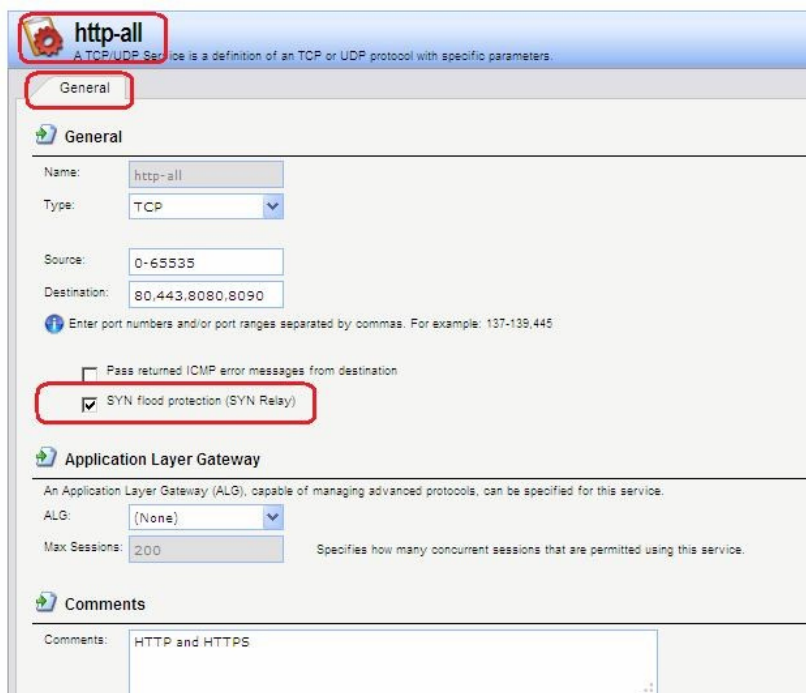 http-all
A TCP/UDP Service is a definition of an TCP or UDP protocol with specific parameters.
General
General
Name: http-all
Type: TCP
Source: 0-65535
Destination: 80,443,8080,8090
Enter port numbers and/or port ranges separated by commas. For example: 137-139,445
Pass returned ICMP error messages from destination
SYN flood protection (SYN Relay)
Application Layer Gateway
An Application Layer Gateway (ALG), capable of managing advanced protocols, can be specified for this service.
ALG: (None)
Max Sessions: 200 Specifies how many concurrent sessions that are permitted using this service.
Comments
Comments: HTTP and HTTPS